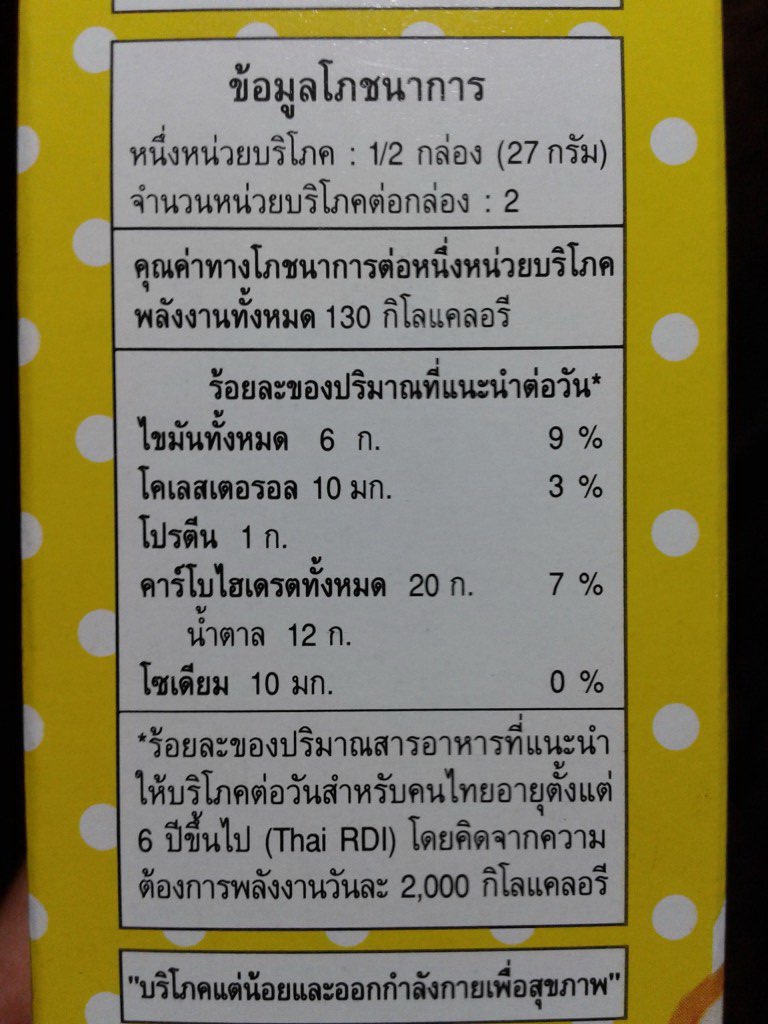 ข้อมูลโภชนาการ
หนึ่งหน่วยบริโภค : 1/2 กล่อง (27 กรัม)
จำนวนหน่วยบริโภคต่อกล่อง : 2
คุณค่าทางโภชนาการต่อหนึ่งหน่วยบริโภค
พลังงานทั้งหมด 130 กิโลแคลอรี
ร้อยละของปริมาณที่แนะนำต่อวัน*
ไขมันทั้งหมด 6 ก. 9 %
โคเลสเตอรอล 10 มก. 3 %
โปรตีน 1 ก.
คาร์โบไฮเดรตทั้งหมด 20 ก. 7 %
น้ำตาล 12 ก.
โซเดียม 10 มก. 0 %
*ร้อยละของปริมาณสารอาหารที่แนะนำ
ให้บริโภคต่อวันสำหรับคนไทยอายุตั้งแต่
6 ปีขึ้นไป (Thai RDI) โดยคิดจากความ
ต้องการพลังงานวันละ 2,000 กิโลแคลอรี
"บริโภคแต่น้อยและออกกำลังกายเพื่อสุขภาพ"